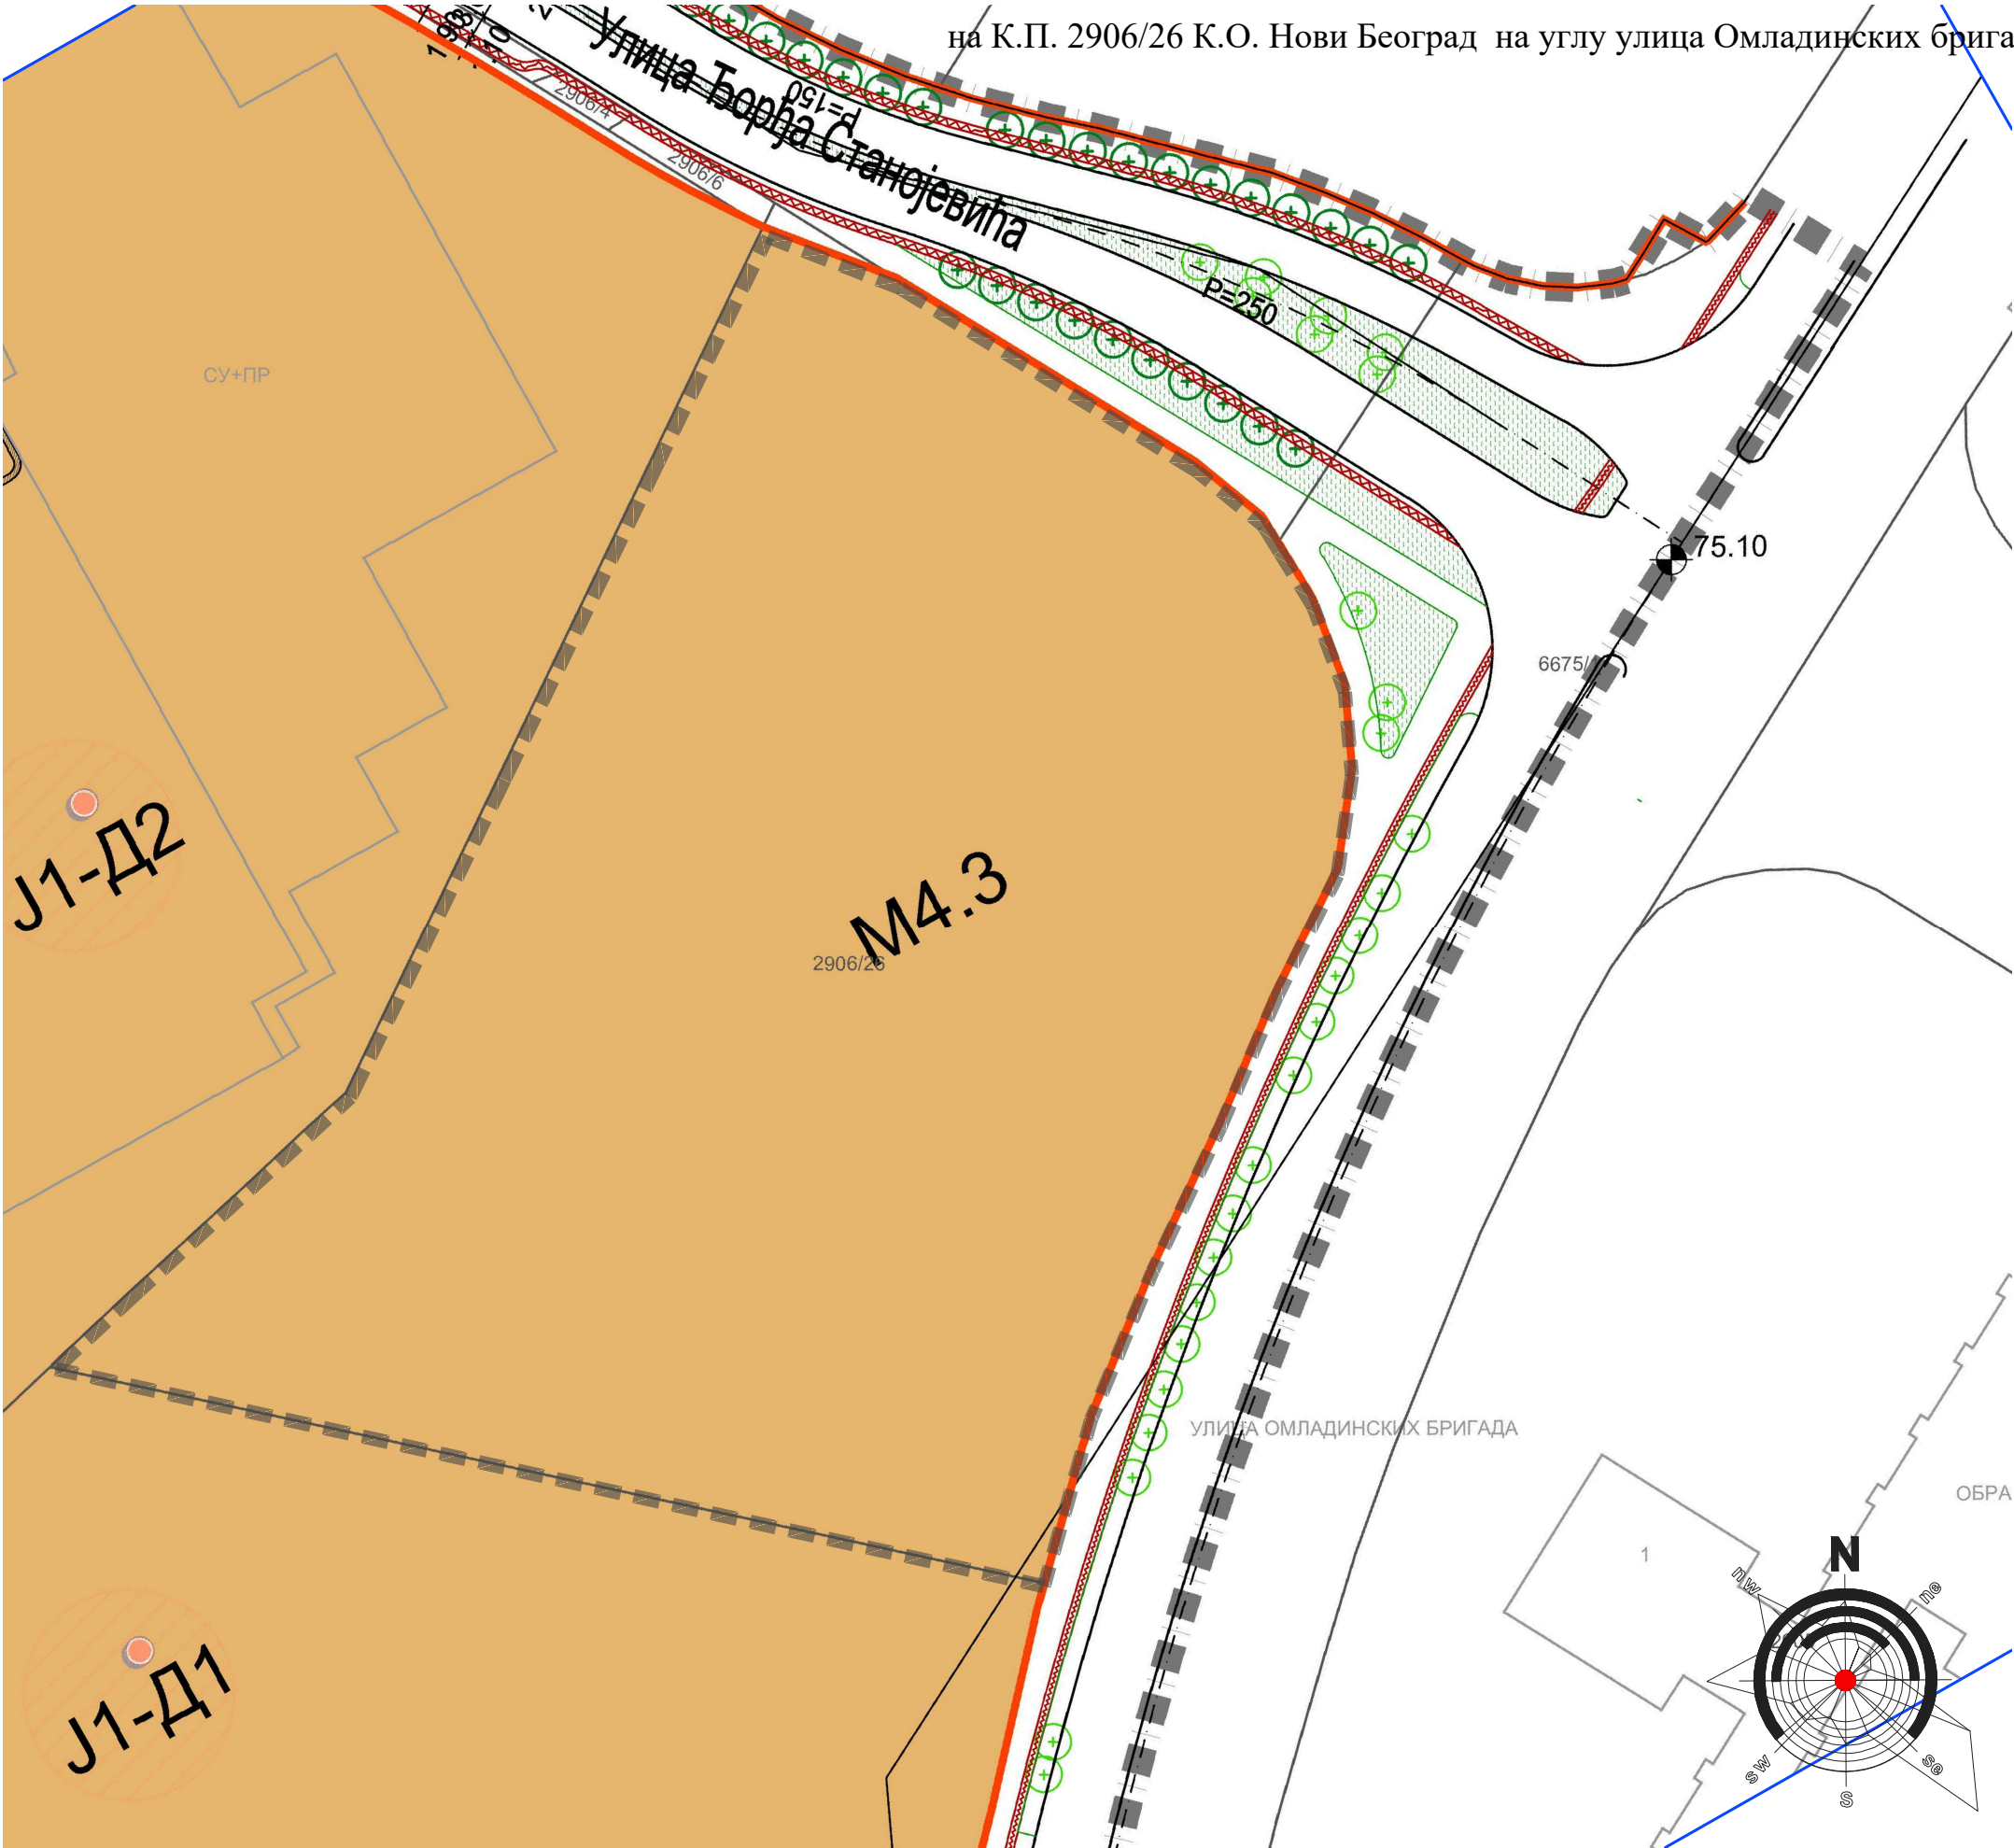 на К.П. 2906/26 К.О. Нови Београд на углу улица Омладинских брига
Улица Ђорђа Станојевића
Р=150
2906/4
2906/6
Р=250
СУ+ПР
75.10
6675/
Ј1-Д2
М4.3
2906/26
УЛИЦА ОМЛАДИНСКИХ БРИГАДА
ОБРА
1
N
nw
ne
Ј1-Д1
sw
se
S